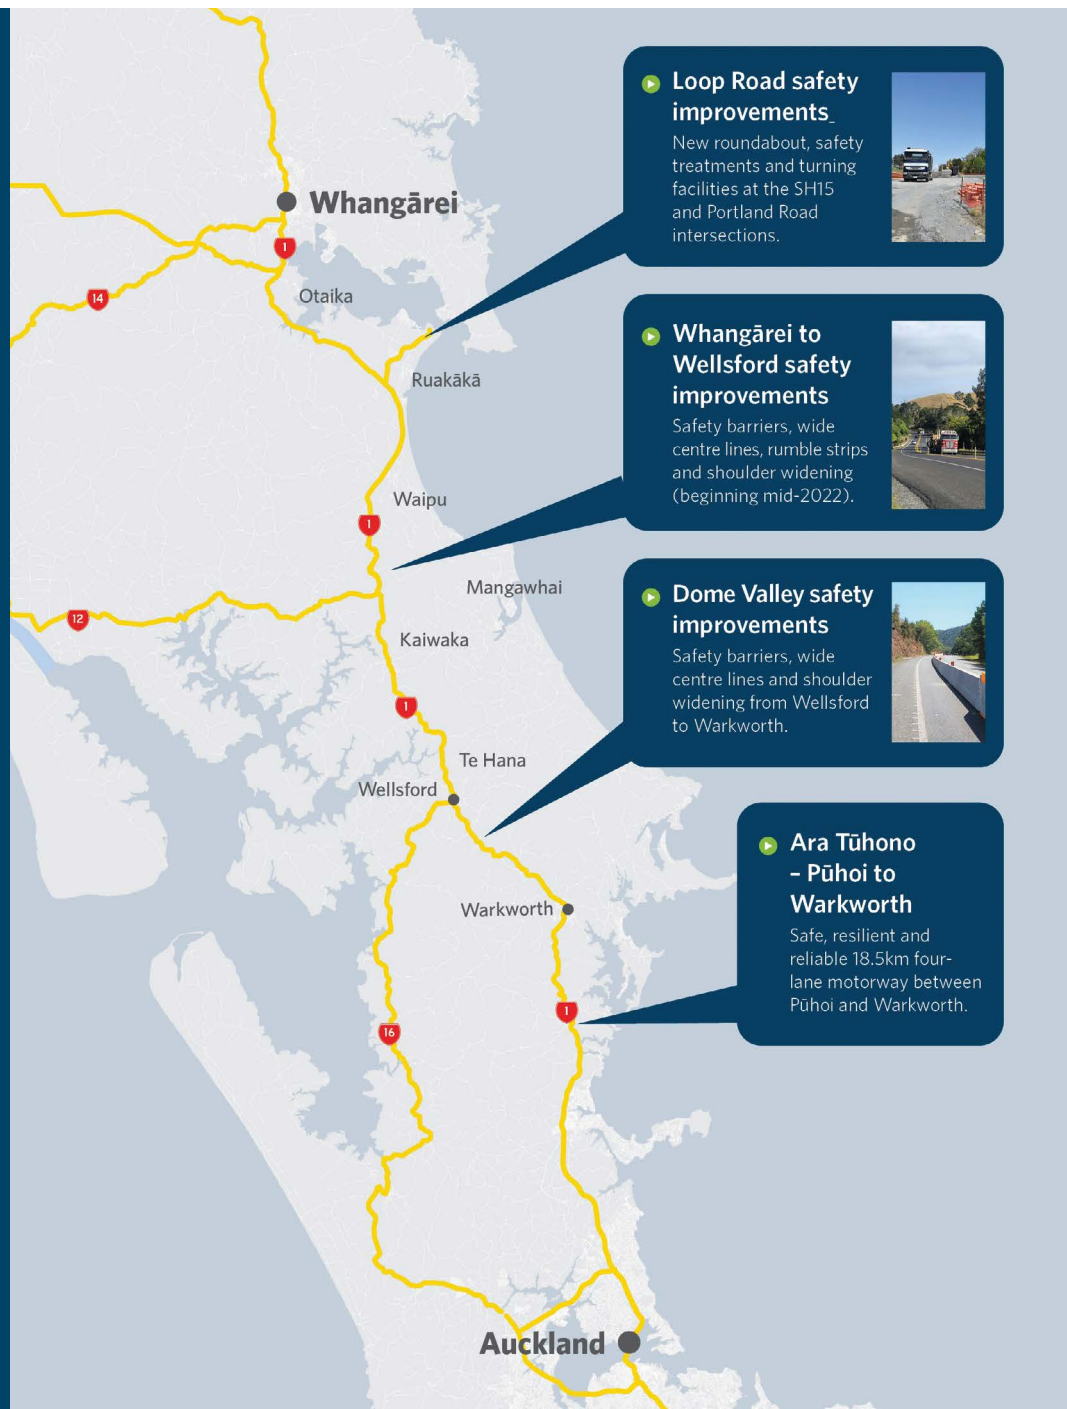 Whangārei
1
14
Otaika
Ruakākā
Waipu
1
Mangawhai
12
Kaiwaka
1
Te Hana
Wellsford
Warkworth
1
16
Auckland
Loop Road safety
improvements_
New roundabout, safety
treatments and turning
facilities at the SH15
and Portland Road
intersections.
Whangārei to
Wellsford safety
improvements
Safety barriers, wide
centre lines, rumble strips
and shoulder widening
(beginning mid-2022).
Dome Valley safety
improvements
Safety barriers, wide
centre lines and shoulder
widening from Wellsford
to Warkworth.
Ara Tūhono
– Pūhoi to
Warkworth
Safe, resilient and
reliable 18.5km four-
lane motorway between
Pūhoi and Warkworth.